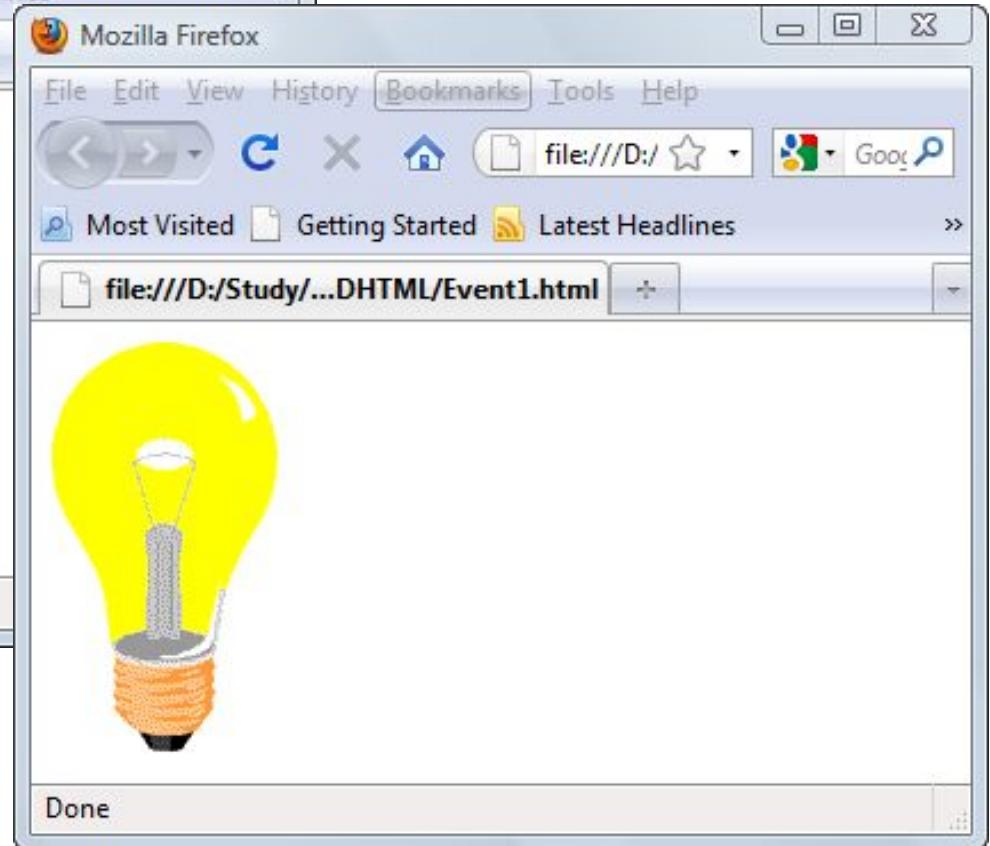 Mozilla Firefox
File Edit View History Bookmarks Tools Help
file:///D:/
Most Visited Getting Started Latest Headlines »
file:///D:/Study/...DHTML/Event1.html
Done